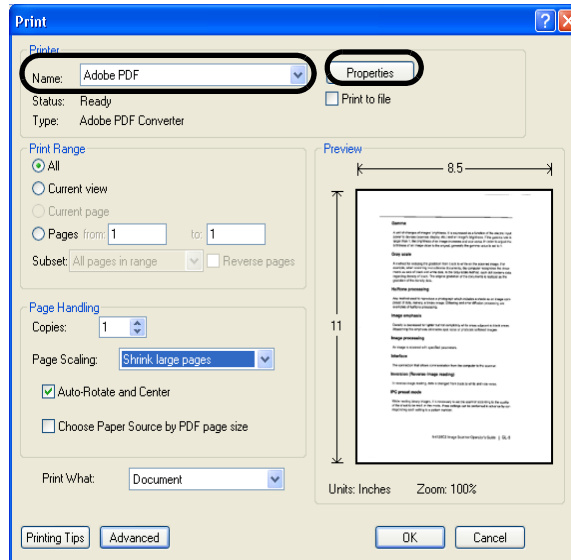 Print
Printer
Name: Adobe PDF
Properties
Status: Ready
Print to file
Type: Adobe PDF Converter
Print Range
All
Current view
Current page
Pages from: 1 to: 1
Subset: All pages in range
Reverse pages
Page Handling
Copies: 1
Page Scaling: Shrink large pages
Auto-Rotate and Center
Choose Paper Source by PDF page size
Print What: Document
Preview
8.5
11
Gamma
Gray scale
Halftone processing
Image emphasis
Image processing
Interface
Inversion (Reverse image reading)
IPC preset mode
Units: Inches Zoom: 100%
Printing Tips
Advanced
OK
Cancel